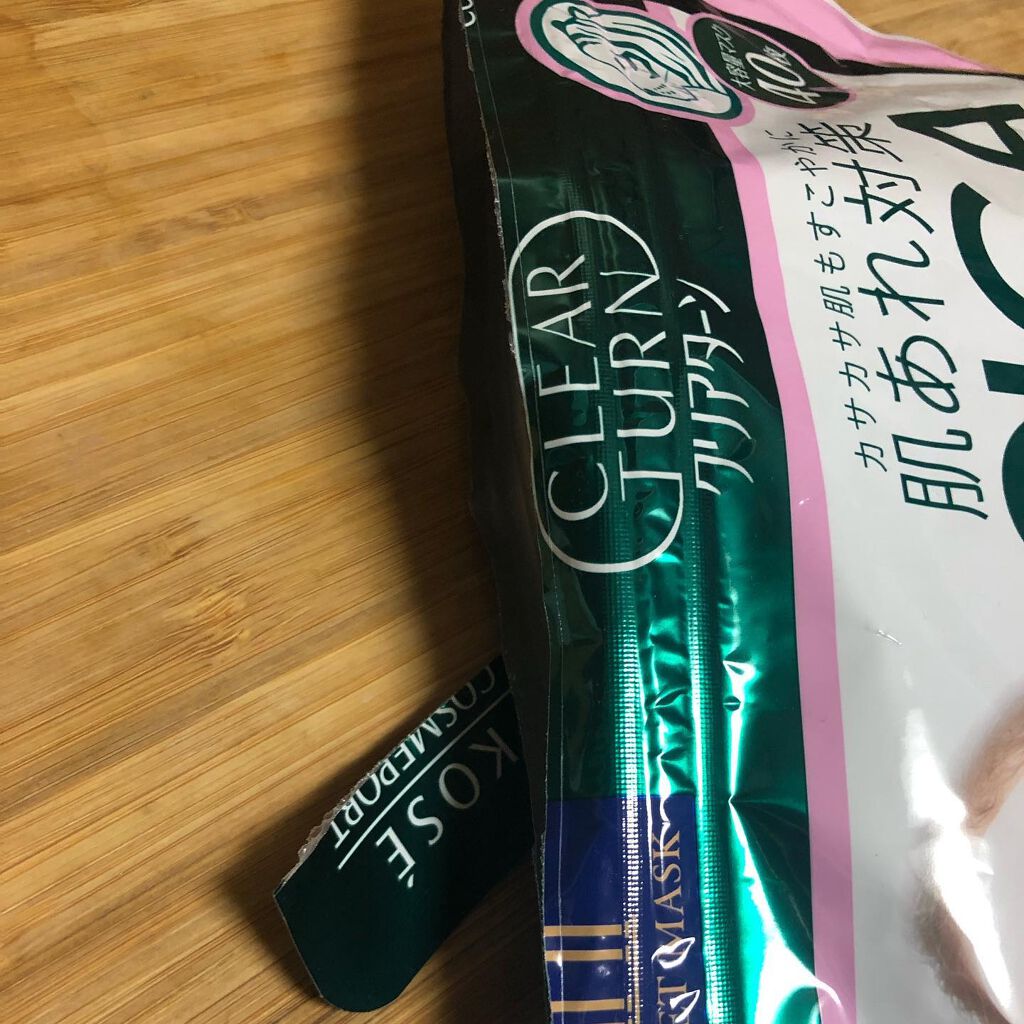 大容量マスク
40枚
CLEAR
TURN
クリアターン
カサカサ肌もすこやかに
肌あれ対策
CICA
KOSÉ
COSMEPORT
MASK